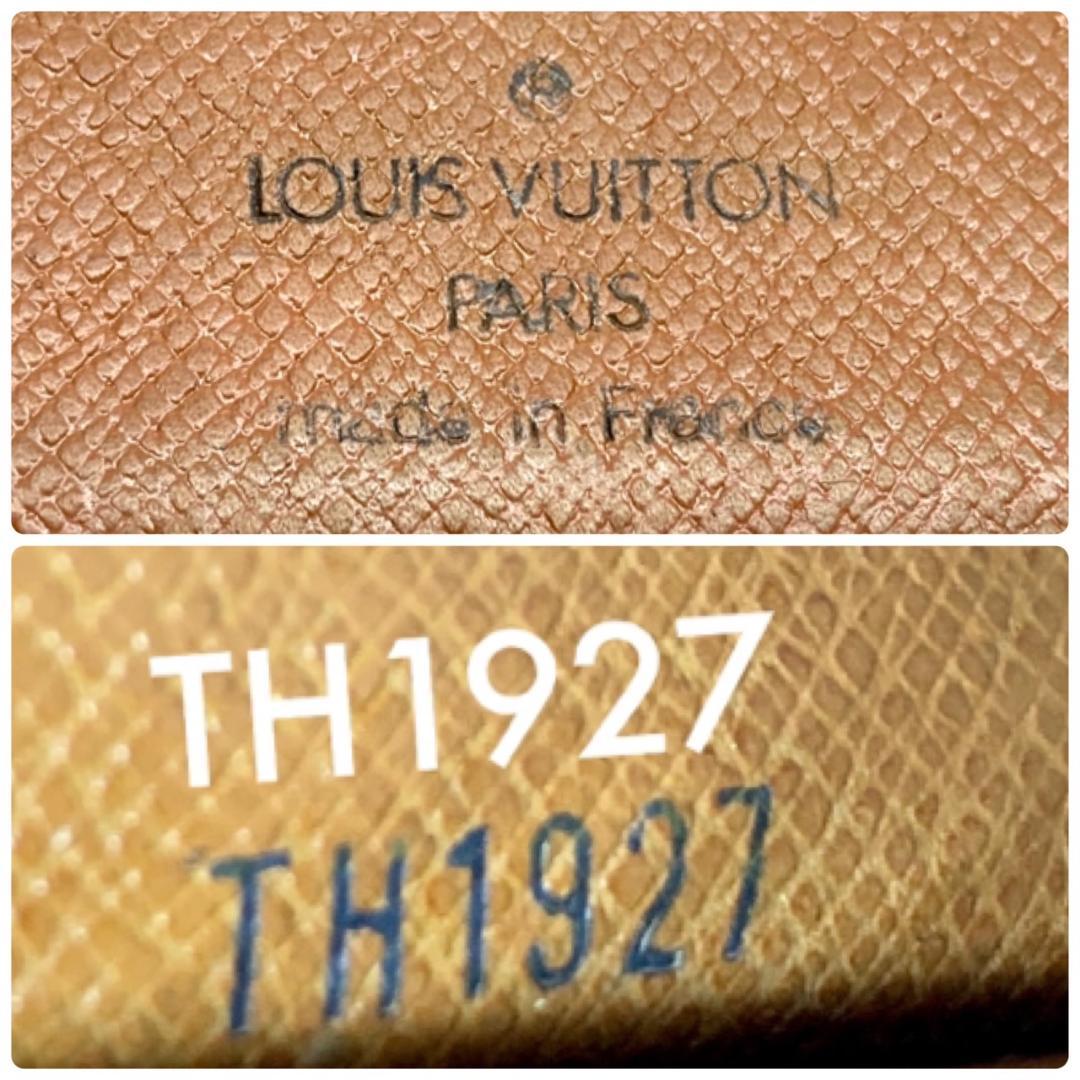 ®
LOUIS VUITTON
PARIS
made in France
TH1927
TH1927